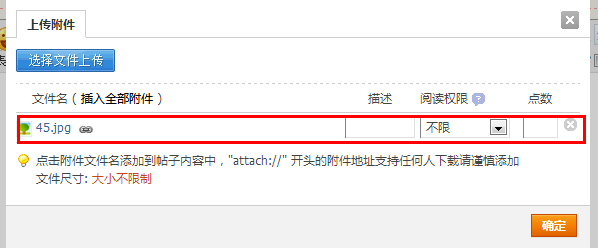 上传附件
选择文件上传
文件名 ( 插入全部附件 ) 描述 阅读权限 ? 点数
45.jpg 不限
点击附件文件名添加到帖子内容中，"attach://" 开头的附件地址支持任何人下载请谨慎添加
文件尺寸: 大小不限制
确定